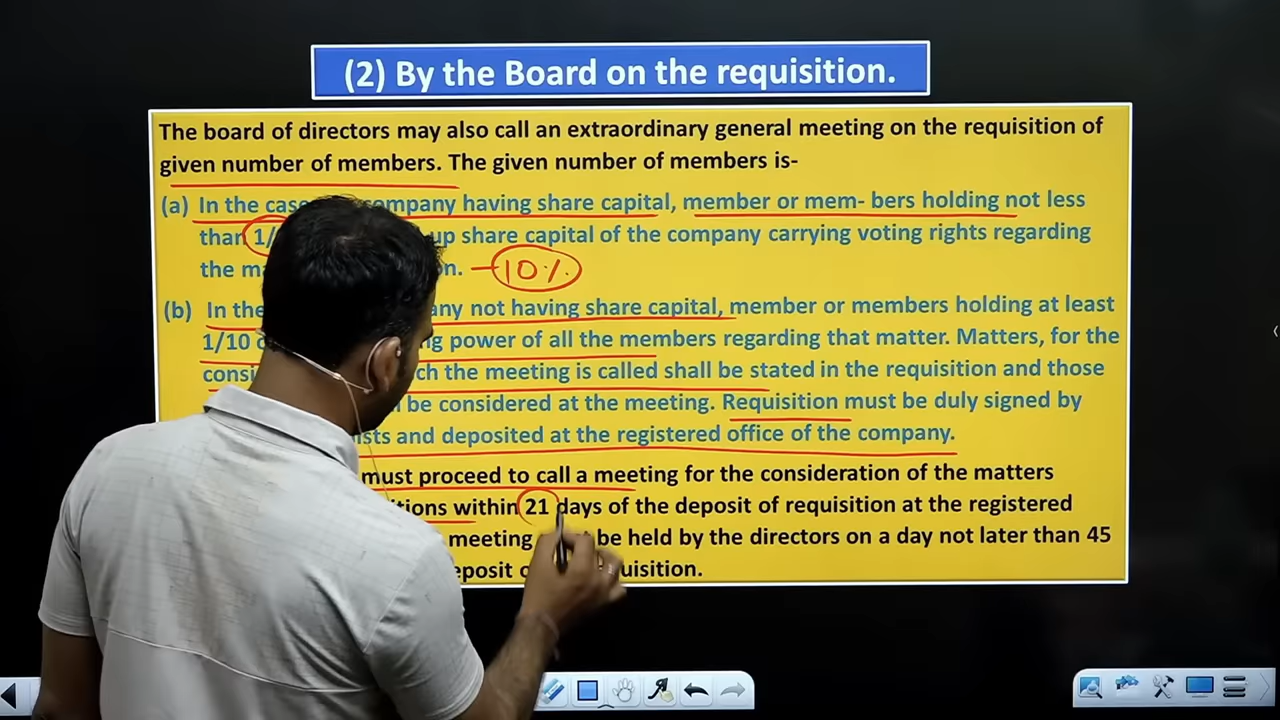 (2) By the Board on the requisition.
The board of directors may also call an extraordinary general meeting on the requisition of
given number of members. The given number of members is-
(a) In the case company having share capital, member or mem- bers holding not less
than 1/ up share capital of the company carrying voting rights regarding
the n. 10%
(b) In the not having share capital, member or members holding at least
1/10 power of all the members regarding that matter. Matters, for the
the meeting is called shall be stated in the requisition and those
be considered at the meeting. Requisition must be duly signed by
and deposited at the registered office of the company.
must proceed to call a meeting for the consideration of the matters
within 21 days of the deposit of requisition at the registered
meeting be held by the directors on a day not later than 45